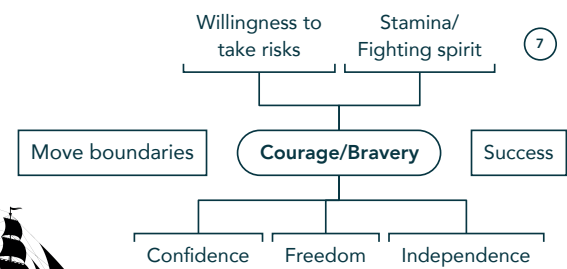 Willingness to
take risks
Stamina/
Fighting spirit
7
Move boundaries
Courage/Bravery
Success
Confidence
Freedom
Independence